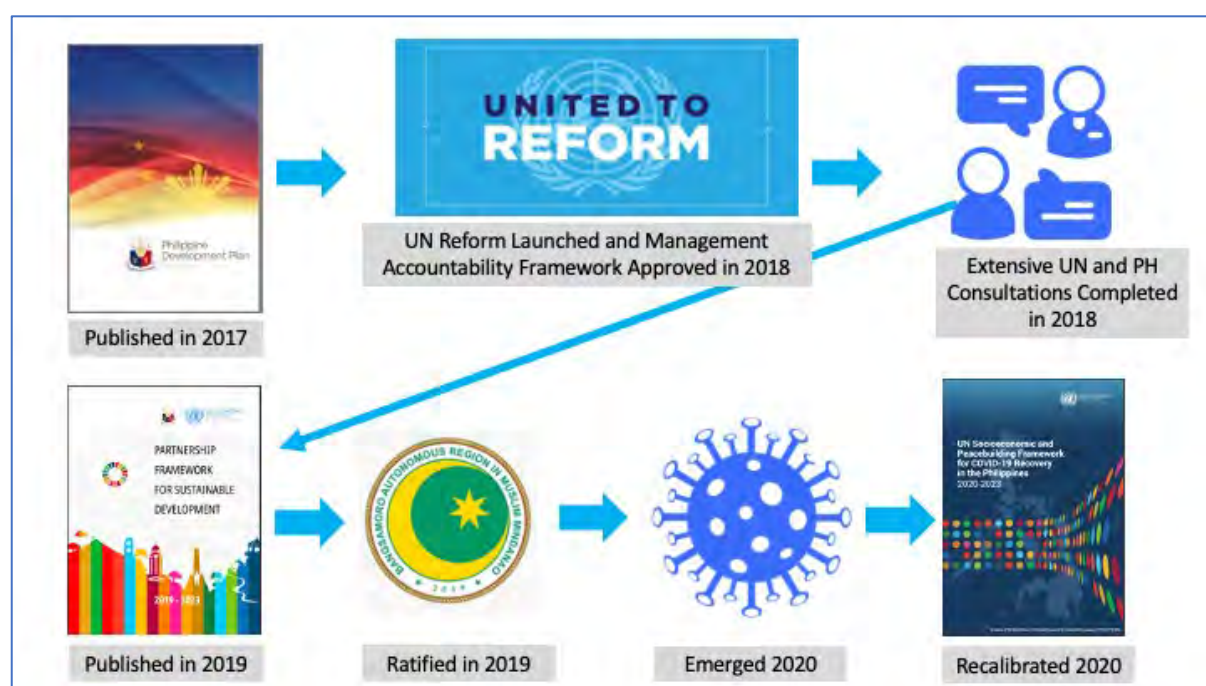 Philippine
Development Plan
Published in 2017
UNITED TO
REFORM
UN Reform Launched and Management
Accountability Framework Approved in 2018
Extensive UN and PH
Consultations Completed
in 2018
PARTNERSHIP
FRAMEWORK
FOR SUSTAINABLE
DEVELOPMENT
2019 - 2023
Published in 2019
BANGSAMORO AUTONOMOUS REGION IN MUSLIM MINDANAO
2019
Ratified in 2019
Emerged 2020
UN Socioeconomic and
Peacebuilding Framework
for COVID-19 Recovery
in the Philippines
2020-2023
Recalibrated 2020